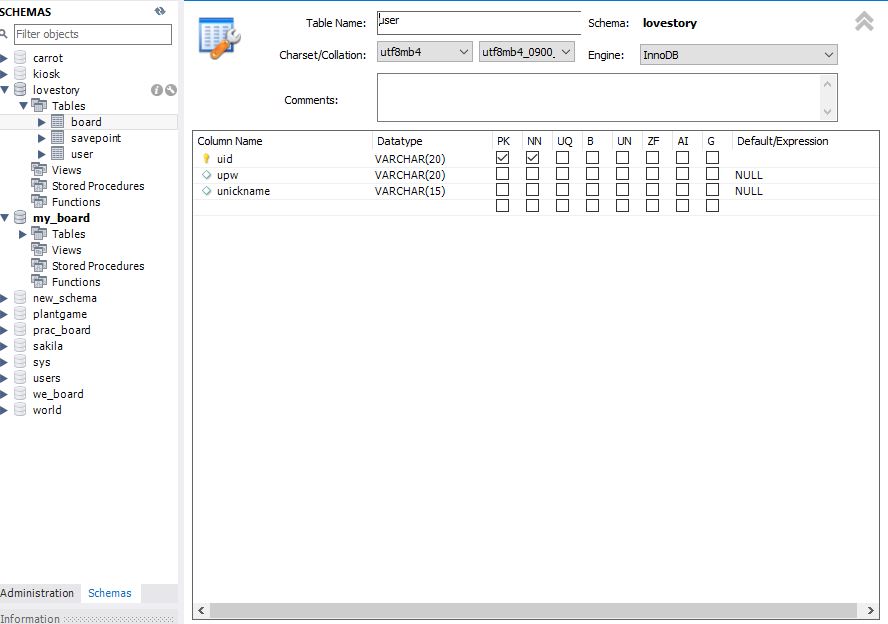 SCHEMAS
Filter objects
carrot
kiosk
lovestory
Tables
board
savepoint
user
Views
Stored Procedures
Functions
my_board
Tables
Views
Stored Procedures
Functions
new_schema
plantgame
prac_board
sakila
sys
users
we_board
world
Administration Schemas
Information
Table Name: user Schema: lovestory
Charset/Collation: utf8mb4 utf8mb4_0900_ Engine: InnoDB
Comments:
Column Name Datatype PK NN UQ B UN ZF AI G Default/Expression
uid VARCHAR(20)
upw VARCHAR(20) NULL
unickname VARCHAR(15) NULL